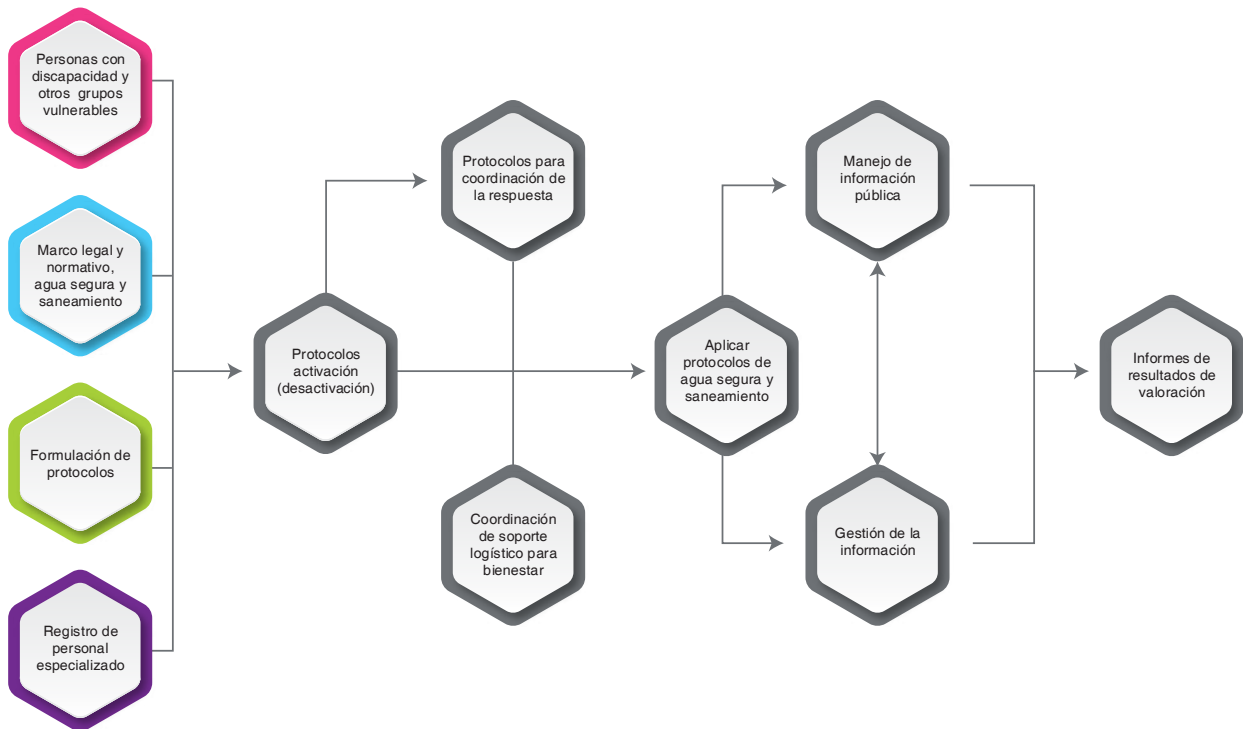 Personas con
discapacidad y
otros grupos
vulnerables
Marco legal y
normativo,
agua segura y
saneamiento
Formulación de
protocolos
Registro de
personal
especializado
Protocolos
activación
(desactivación)
Protocolos para
coordinación de
la respuesta
Coordinación
de soporte
logístico para
bienestar
Aplicar
protocolos de
agua segura y
saneamiento
Manejo de
información
pública
Gestión de la
información
Informes de
resultados de
valoración